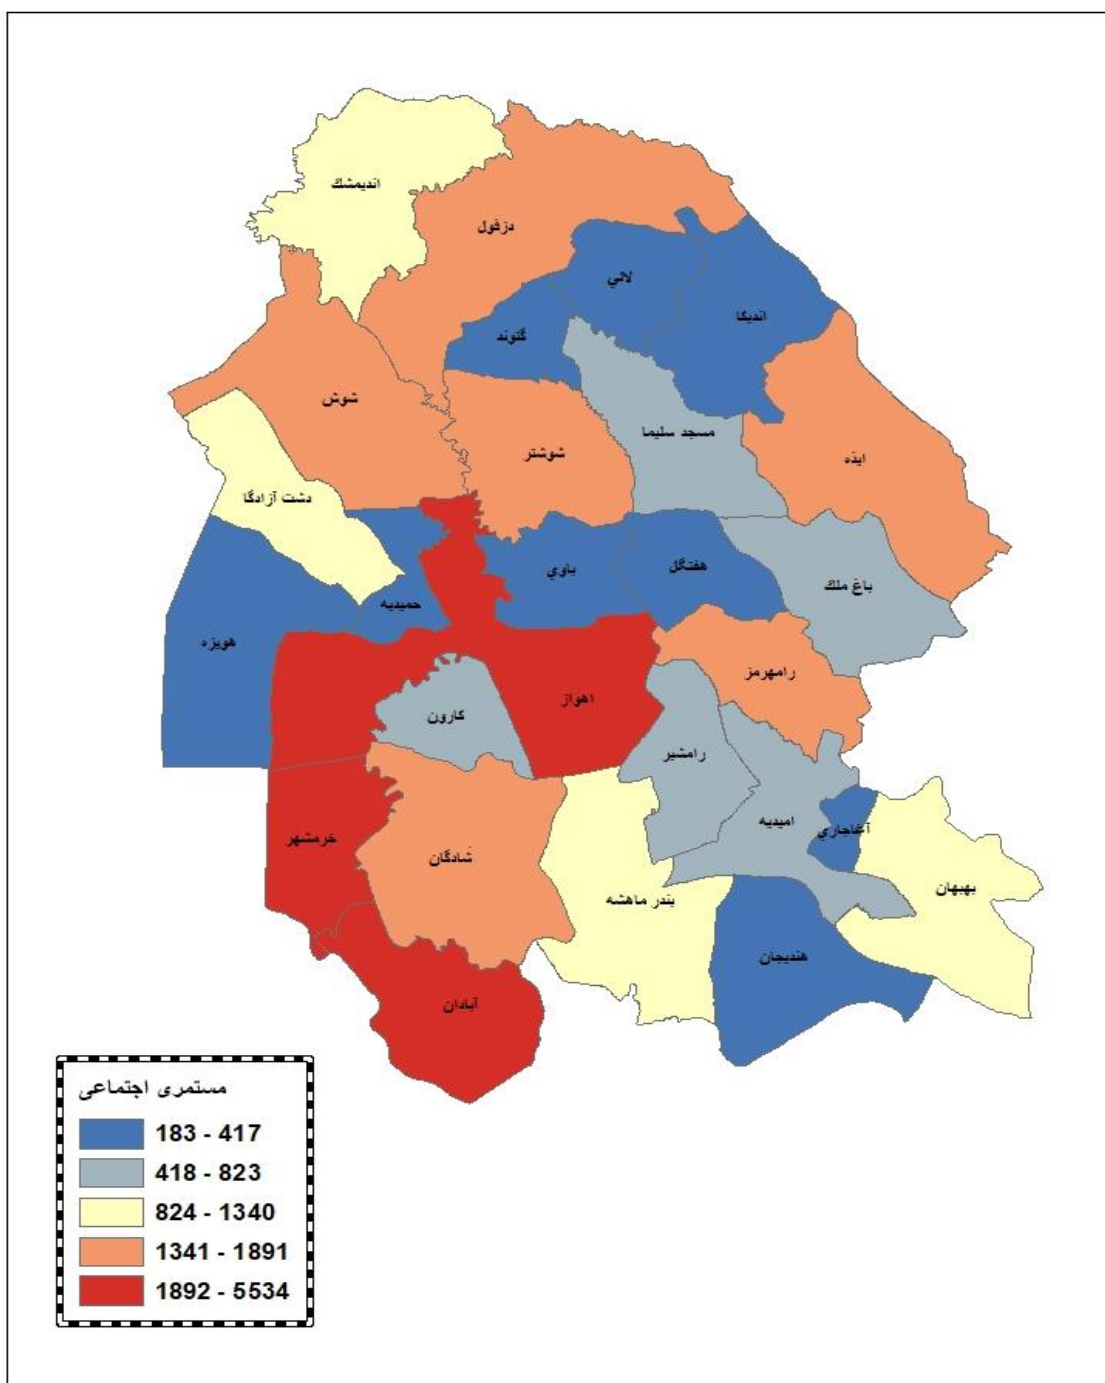 اندیمشك
دزفول
لالي
اندیکا
گتوند
شوش
مسجد سلیما
شوشتر
ایذه
دشت آزادگا
باوي
هفتگل
باغ ملك
حمیدیه
هویزه
رامهرمز
اهواز
کارون
رامشیر
امیدیه
آغاجاري
خرمشهر
شادگان
بهبهان
بندر ماهشه
هندیجان
آبادان
مستمری اجتماعی
183 - 417
418 - 823
824 - 1340
1341 - 1891
1892 - 5534